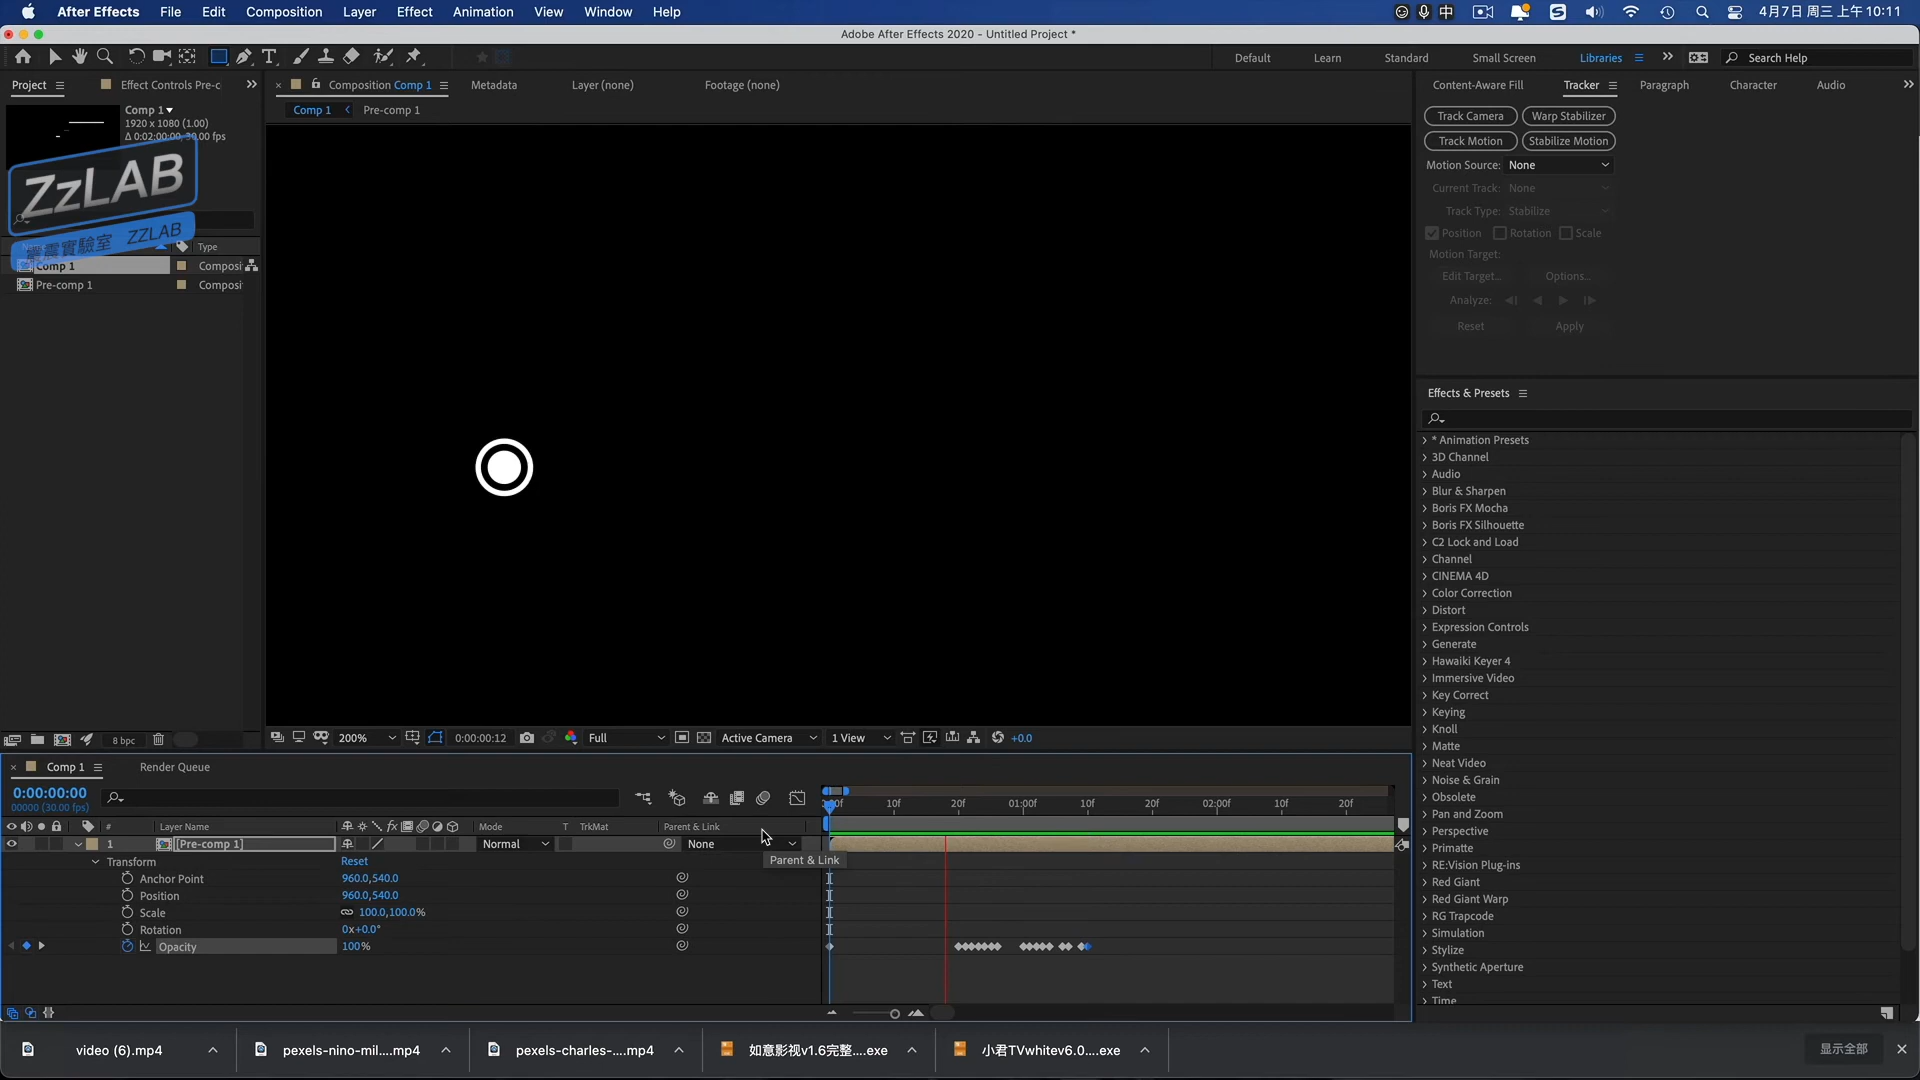 After Effects File Edit Composition Layer Effect Animation View Window Help 中 4月7日 周三 上午 10:11
Adobe After Effects 2020 - Untitled Project *
Default Learn Standard Small Screen Libraries Search Help
Project Effect Controls Pre-c
Composition Comp 1 Metadata Layer (none) Footage (none)
Content-Aware Fill Tracker Paragraph Character Audio
Comp 1
1920 x 1080 (1.00)
Δ 0:02:00:00, 30.00 fps
Comp 1 Pre-comp 1
Track Camera Warp Stabilizer
Track Motion Stabilize Motion
Motion Source: None
Current Track: None
Track Type: Stabilize
Position Rotation Scale
Motion Target:
Edit Target... Options...
Analyze:
Reset Apply
ZzLAB
震震實驗室 ZZLAB
Type
Comp 1 Composi
Pre-comp 1 Composi
Effects & Presets
* Animation Presets
3D Channel
Audio
Blur & Sharpen
Boris FX Mocha
Boris FX Silhouette
C2 Lock and Load
Channel
CINEMA 4D
Color Correction
Distort
Expression Controls
Generate
Hawaiki Keyer 4
Immersive Video
Key Correct
Keying
Knoll
Matte
Neat Video
Noise & Grain
Obsolete
Pan and Zoom
Perspective
Primatte
RE:Vision Plug-ins
Red Giant
Red Giant Warp
RG Trapcode
Simulation
Stylize
Synthetic Aperture
Text
Time
8 bpc
200% 0:00:00:12 Full Active Camera 1 View +0.0
Comp 1 Render Queue
0:00:00:00
00000 (30.00 fps)
10f 20f 01:00f 10f 20f 02:00f 10f 20f
# Layer Name Mode T TrkMat Parent & Link
1 [Pre-comp 1] Normal None
Parent & Link
Transform Reset
Anchor Point 960.0,540.0
Position 960.0,540.0
Scale 100.0,100.0%
Rotation 0x+0.0°
Opacity 100%
video (6).mp4 pexels-nino-mil....mp4 pexels-charles-....mp4 如意影视v1.6完整....exe 小君TVwhitev6.0....exe 显示全部